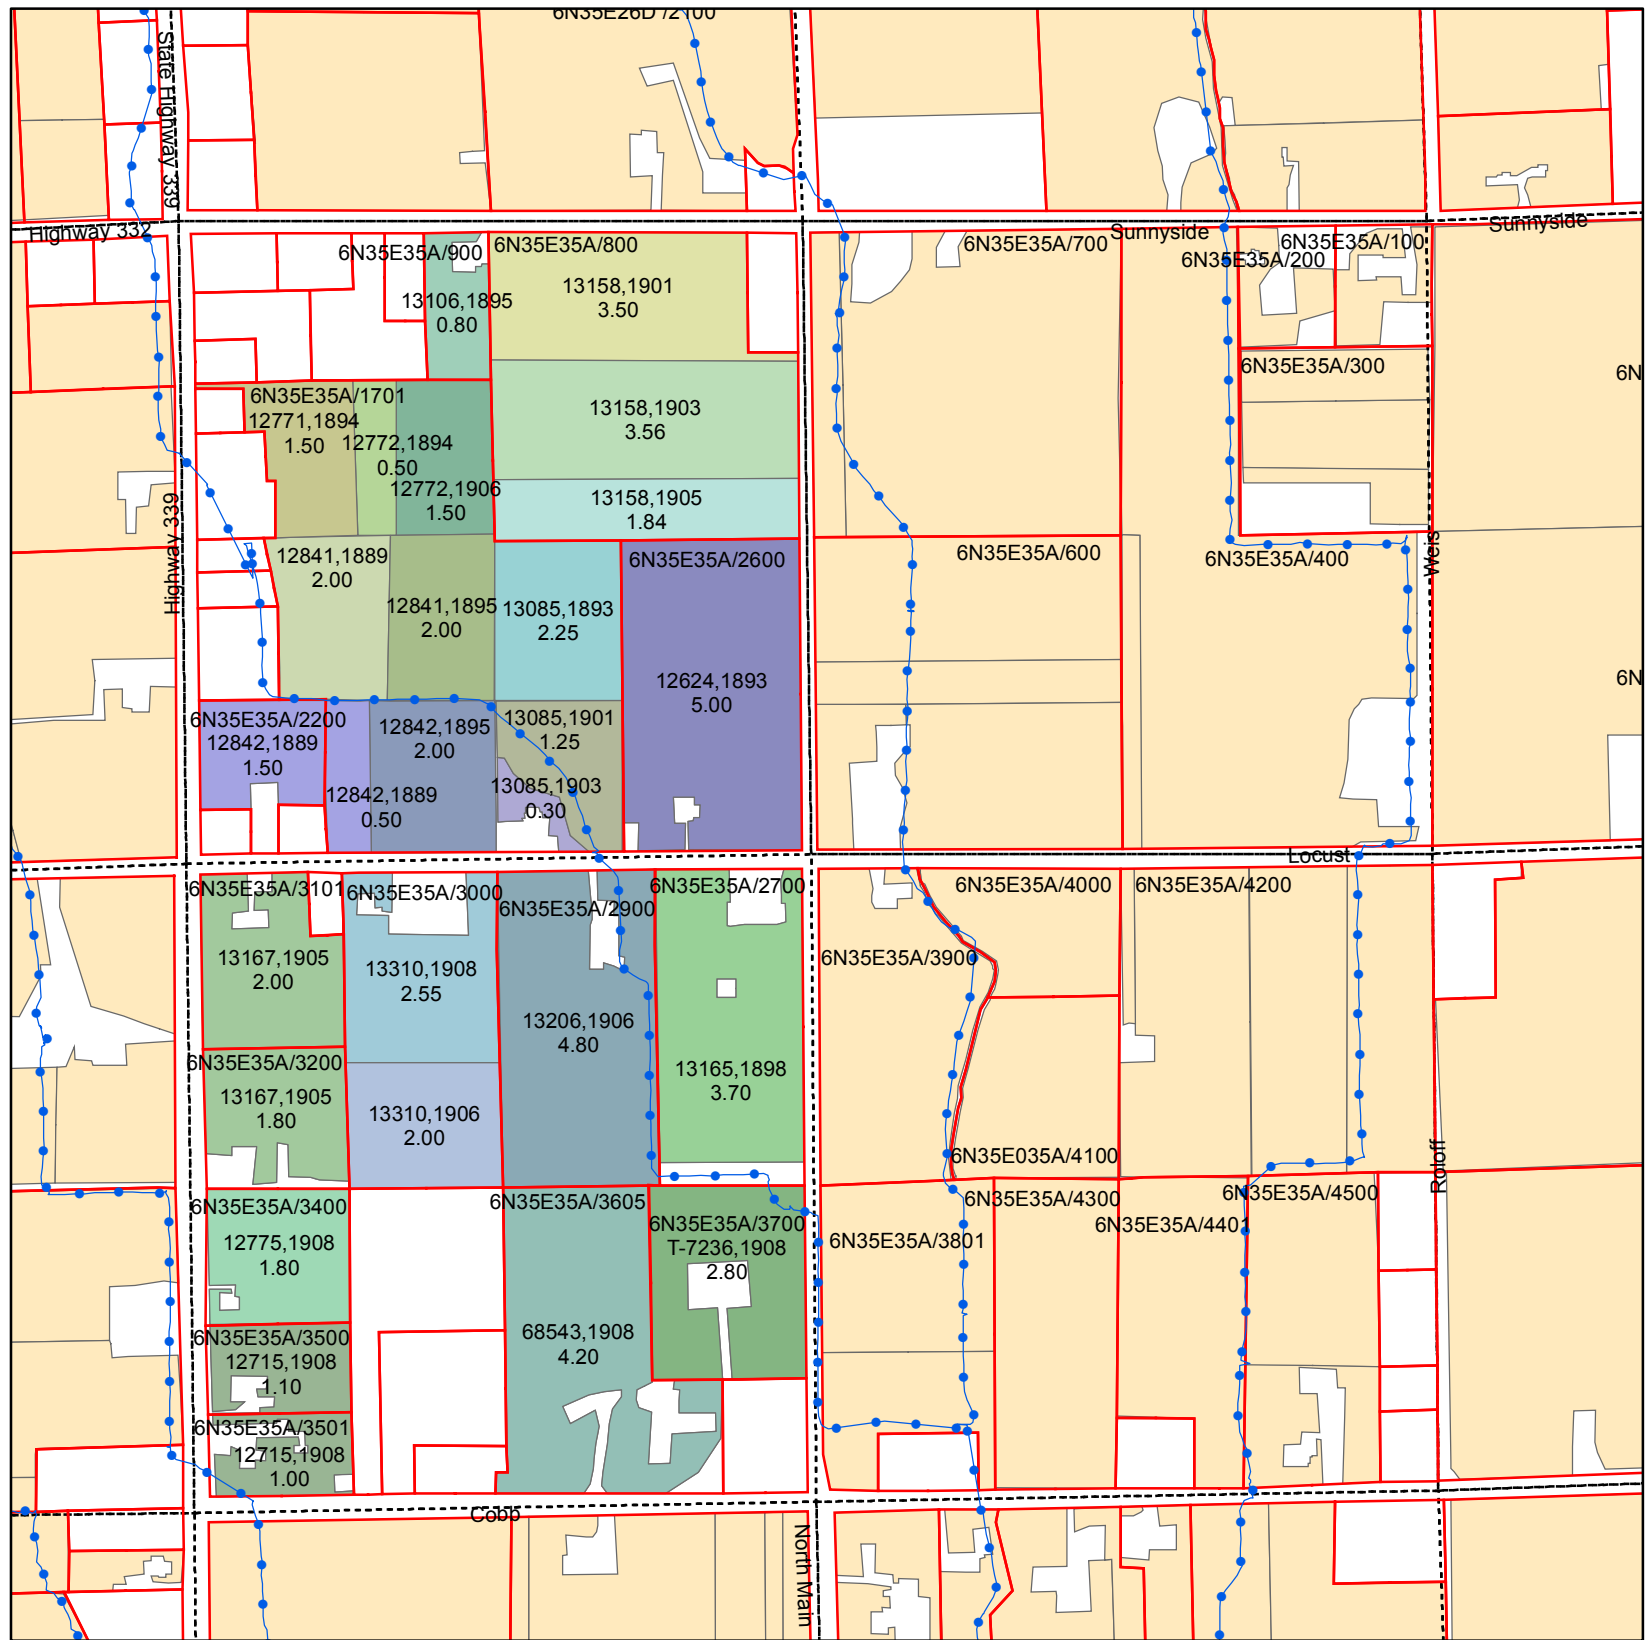 6N35E26D /2100
State Highway 339
Highway 332
Sunnyside
Sunnyside
6N35E35A/900
6N35E35A/800
6N35E35A/700
6N35E35A/100
6N35E35A/200
13158,1901
3.50
13106,1895
0.80
6N35E35A/300
6N
6N35E35A/1701
12771,1894
1.50
12772,1894
0.50
12772,1906
1.50
13158,1903
3.56
13158,1905
1.84
Highway 339
12841,1889
2.00
12841,1895
2.00
13085,1893
2.25
6N35E35A/2600
12624,1893
5.00
6N35E35A/600
6N35E35A/400
Weis
6N
6N35E35A/2200
12842,1889
1.50
12842,1895
2.00
13085,1901
1.25
12842,1889
0.50
13085,1903
0.30
Locust
6N35E35A/3101
6N35E35A/3000
6N35E35A/2900
6N35E35A/2700
6N35E35A/4000
6N35E35A/4200
13167,1905
2.00
13310,1908
2.55
13206,1906
4.80
6N35E35A/3900
6N35E35A/3200
13167,1905
1.80
13310,1906
2.00
13165,1898
3.70
6N35E035A/4100
Roloff
6N35E35A/3400
12775,1908
1.80
6N35E35A/3605
6N35E35A/3700
T-7236,1908
2.80
6N35E35A/4300
6N35E35A/4500
6N35E35A/4401
6N35E35A/3801
6N35E35A/3500
12715,1908
1.10
68543,1908
4.20
6N35E35A/3501
12715,1908
1.00
Cobb
North Main